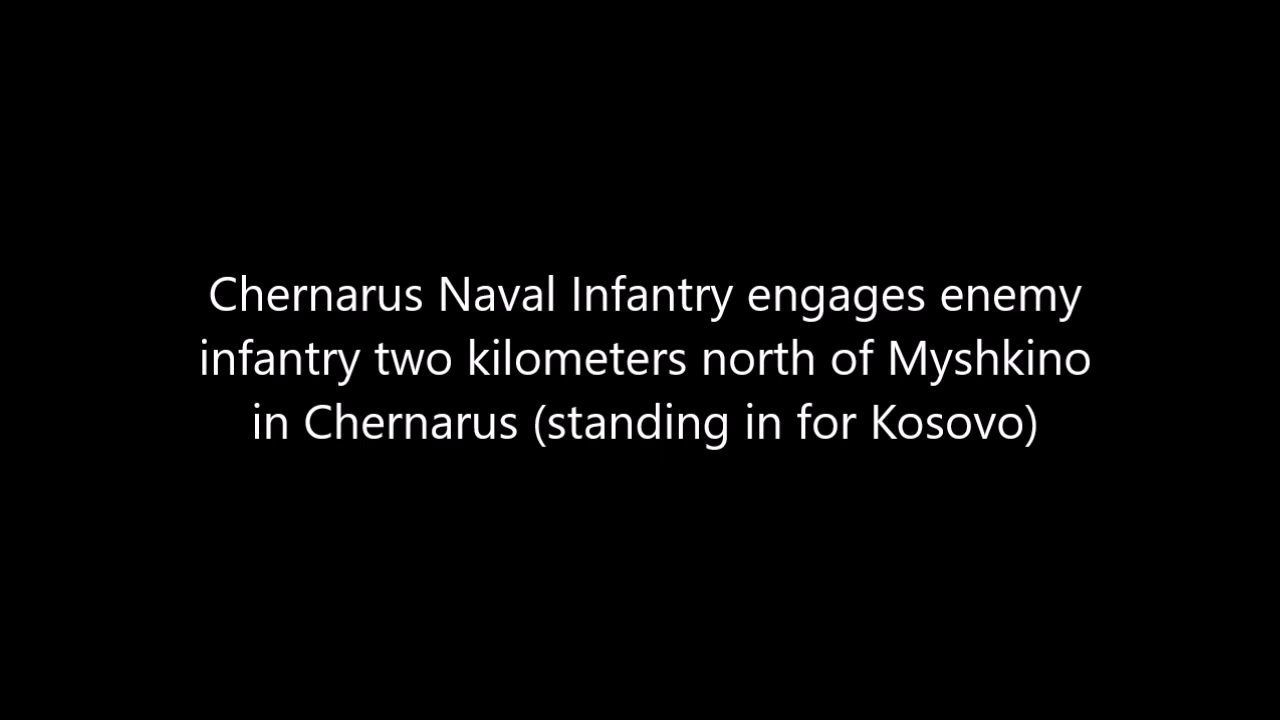 Chernarus Naval Infantry engages enemy
infantry two kilometers north of Myshkino
in Chernarus (standing in for Kosovo)